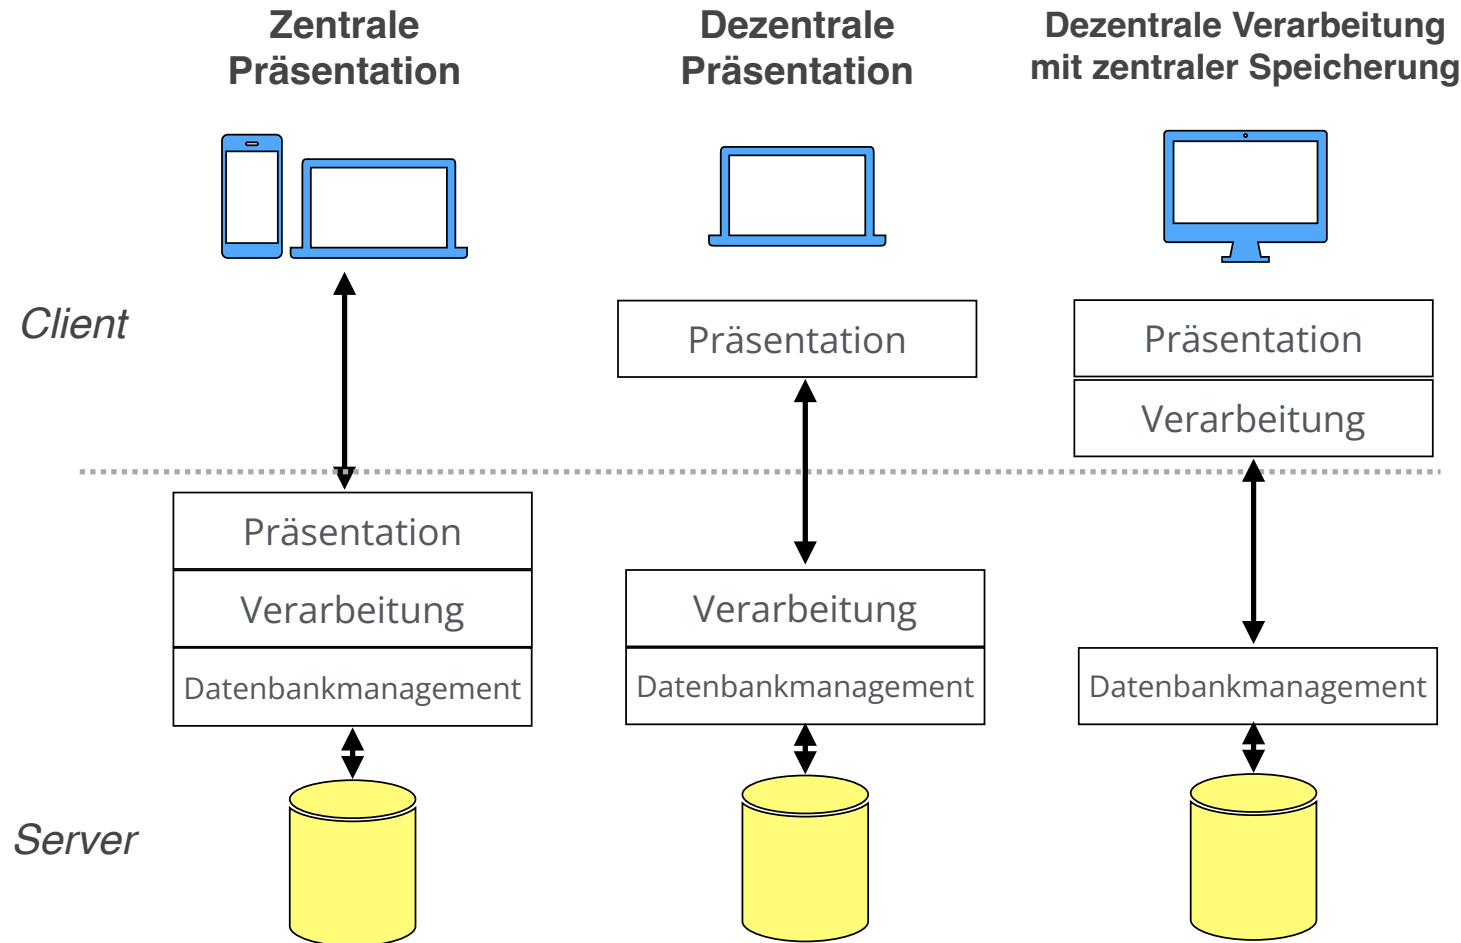 Zentrale
Präsentation
Dezentrale
Präsentation
Dezentrale Verarbeitung
mit zentraler Speicherung
Client
Präsentation
Präsentation
Verarbeitung
Präsentation
Verarbeitung
Verarbeitung
Datenbankmanagement
Datenbankmanagement
Datenbankmanagement
Server